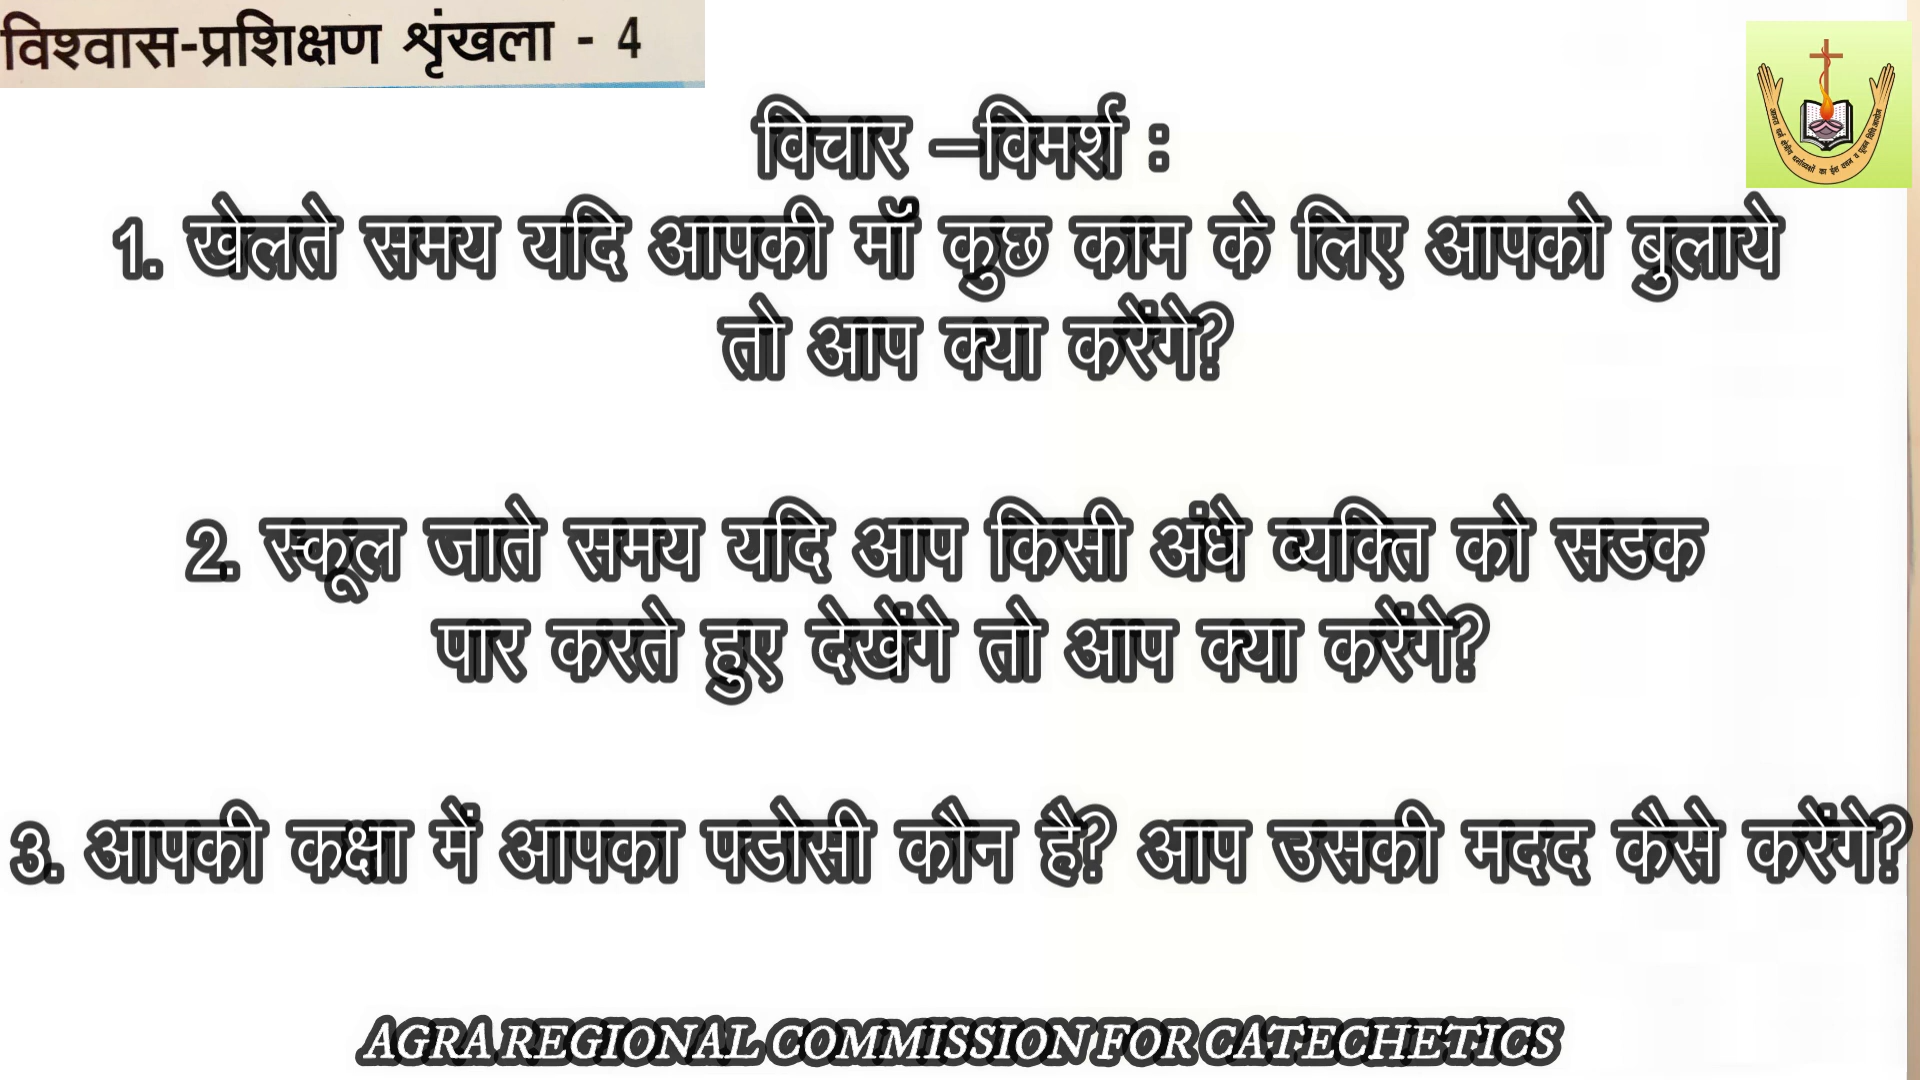 विश्वास-प्रशिक्षण श्रृंखला - 4
विचार –विमर्श :
1. खेलते समय यदि आपकी मॉ कुछ काम के लिए आपको बुलाये
तो आप क्या करेंगे?
2. स्कूल जाते समय यदि आप किसी अंधे व्यक्ति को सडक
पार करते हुए देखेंगे तो आप क्या करेंगे?
3. आपकी कक्षा में आपका पडोसी कौन है? आप उसकी मदद कैसे करेंगे?
AGRA REGIONAL COMMISSION FOR CATECHETICS